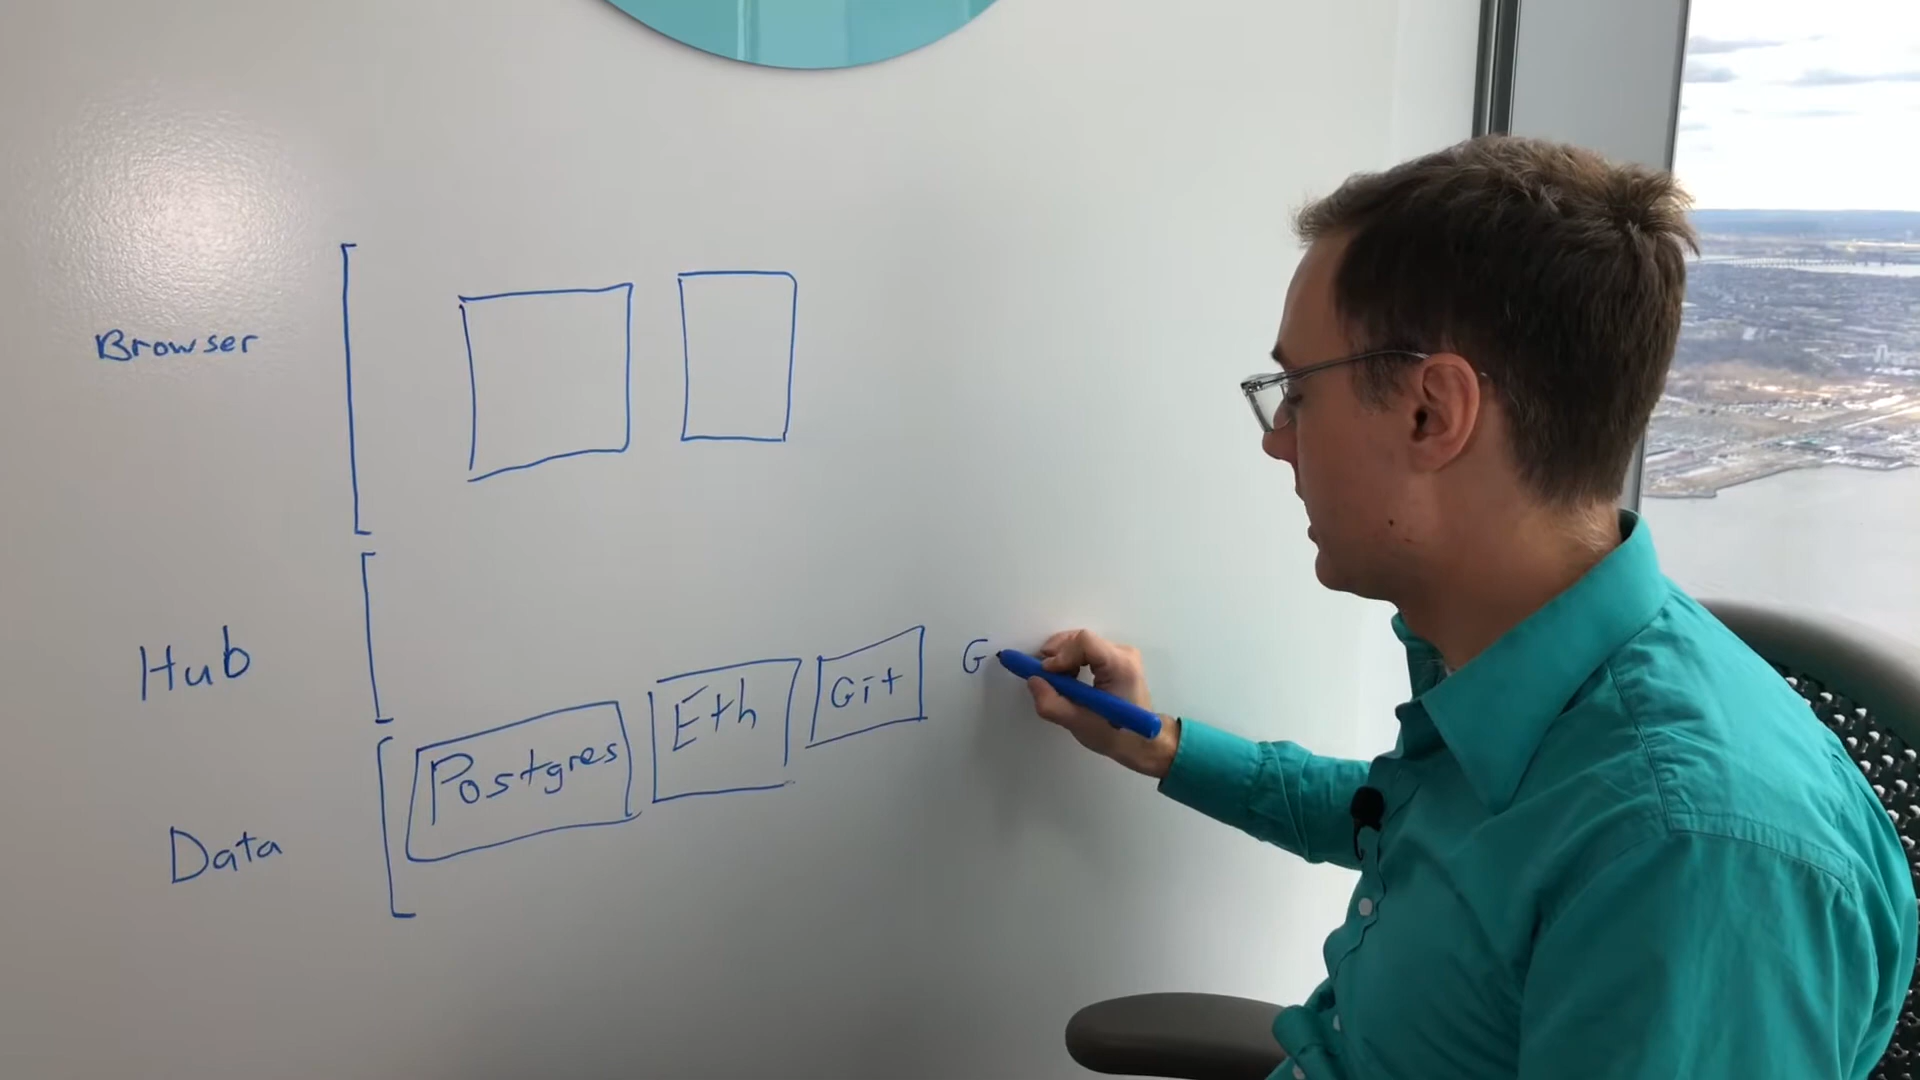 Browser
Hub
Data
Postgres
Eth
Git
G